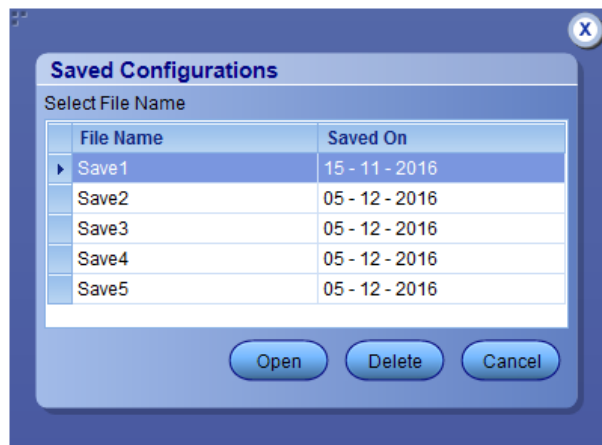 X
Saved Configurations
Select File Name
File Name Saved On
Save1 15 - 11 - 2016
Save2 05 - 12 - 2016
Save3 05 - 12 - 2016
Save4 05 - 12 - 2016
Save5 05 - 12 - 2016
Open Delete Cancel